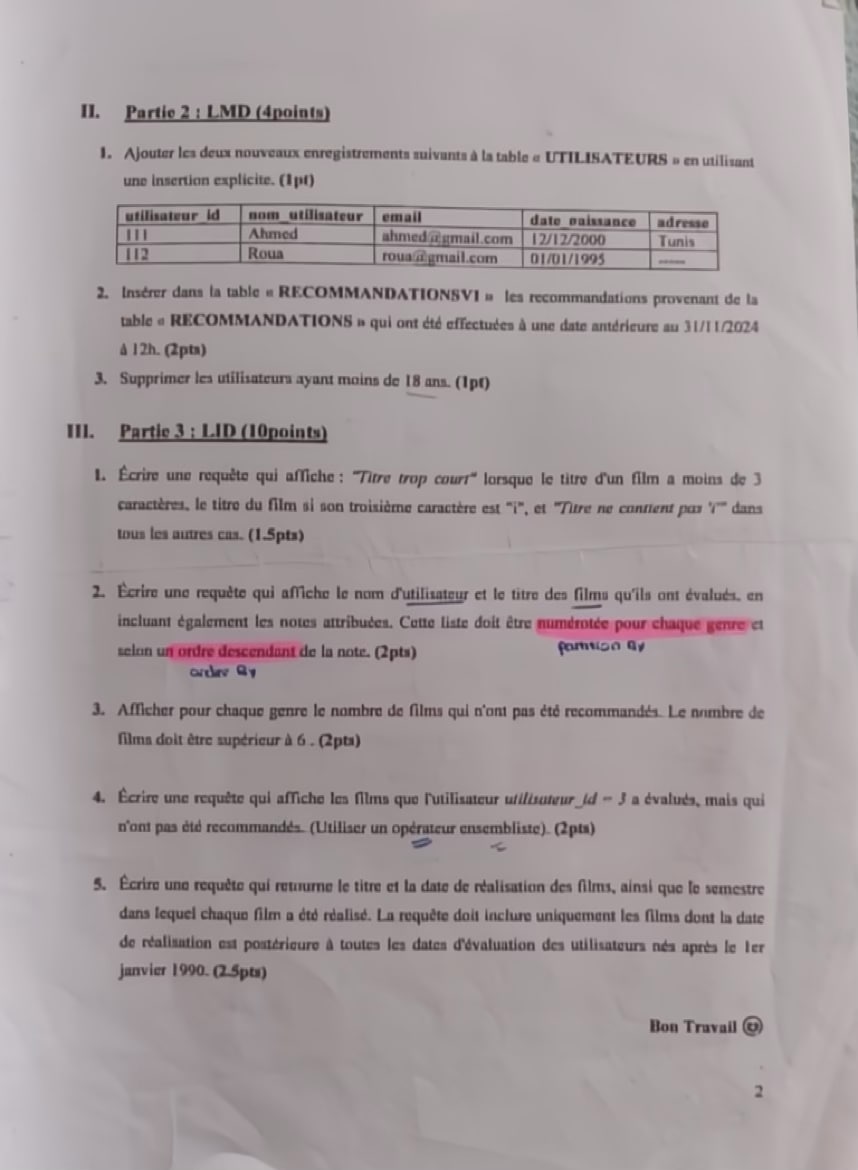 II. Partie 2 : LMD (4points)
1. Ajouter les deux nouveaux enregistrements suivants à la table « UTILISATEURS » en utilisant
une insertion explicite. (1pt)
utilisateur_id nom_utilisateur email date_naissance adresse
111 Ahmed ahmed@gmail.com 12/12/2000 Tunis
112 Roua roua@gmail.com 01/01/1995 -----
2. Insérer dans la table « RECOMMANDATIONSV1 » les recommandations provenant de la
table « RECOMMANDATIONS » qui ont été effectuées à une date antérieure au 31/11/2024
à 12h. (2pts)
3. Supprimer les utilisateurs ayant moins de 18 ans. (1pt)
III. Partie 3 : LID (10points)
1. Écrire une requête qui affiche : "Titre trop court" lorsque le titre d'un film a moins de 3
caractères, le titre du film si son troisième caractère est "i", et "Titre ne contient pas 'i'" dans
tous les autres cas. (1.5pts)
2. Écrire une requête qui affiche le nom d'utilisateur et le titre des films qu'ils ont évalués, en
incluant également les notes attribuées. Cette liste doit être numérotée pour chaque genre et
selon un ordre descendant de la note. (2pts)
partition By
order By
3. Afficher pour chaque genre le nombre de films qui n'ont pas été recommandés. Le nombre de
films doit être supérieur à 6 . (2pts)
4. Écrire une requête qui affiche les films que l'utilisateur utilisateur_id = 3 a évalués, mais qui
n'ont pas été recommandés. (Utiliser un opérateur ensembliste). (2pts)
5. Écrire une requête qui retourne le titre et la date de réalisation des films, ainsi que le semestre
dans lequel chaque film a été réalisé. La requête doit inclure uniquement les films dont la date
de réalisation est postérieure à toutes les dates d'évaluation des utilisateurs nés après le 1er
janvier 1990. (2.5pts)
Bon Travail ☺
2